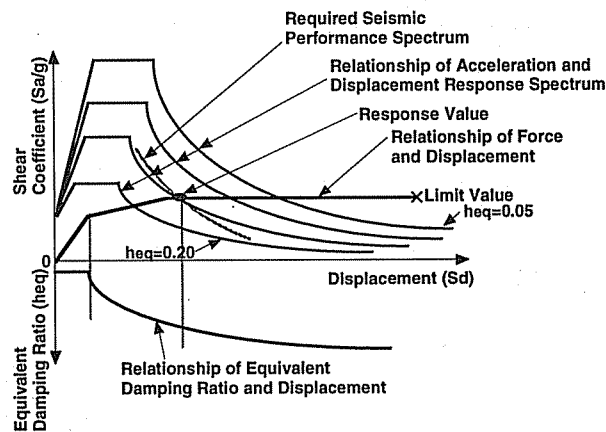 Required Seismic
Performance Spectrum
Relationship of Acceleration and
Displacement Response Spectrum
Response Value
Relationship of Force
and Displacement
Limit Value
heq=0.05
heq=0.20
Shear
Coefficient (Sa/g)
0
Displacement (Sd)
Equivalent
Damping Ratio (heq)
Relationship of Equivalent
Damping Ratio and Displacement